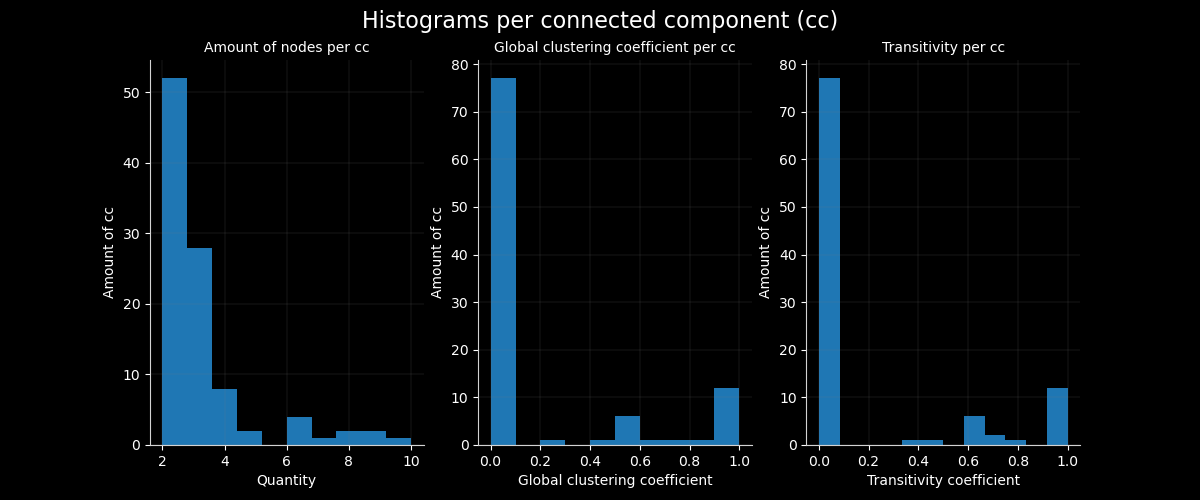 Histograms per connected component (cc)
Amount of nodes per cc
Amount of cc
50
40
30
20
10
0
2 4 6 8 10
Quantity
Global clustering coefficient per cc
Amount of cc
80
70
60
50
40
30
20
10
0
0.0 0.2 0.4 0.6 0.8 1.0
Global clustering coefficient
Transitivity per cc
Amount of cc
80
70
60
50
40
30
20
10
0
0.0 0.2 0.4 0.6 0.8 1.0
Transitivity coefficient